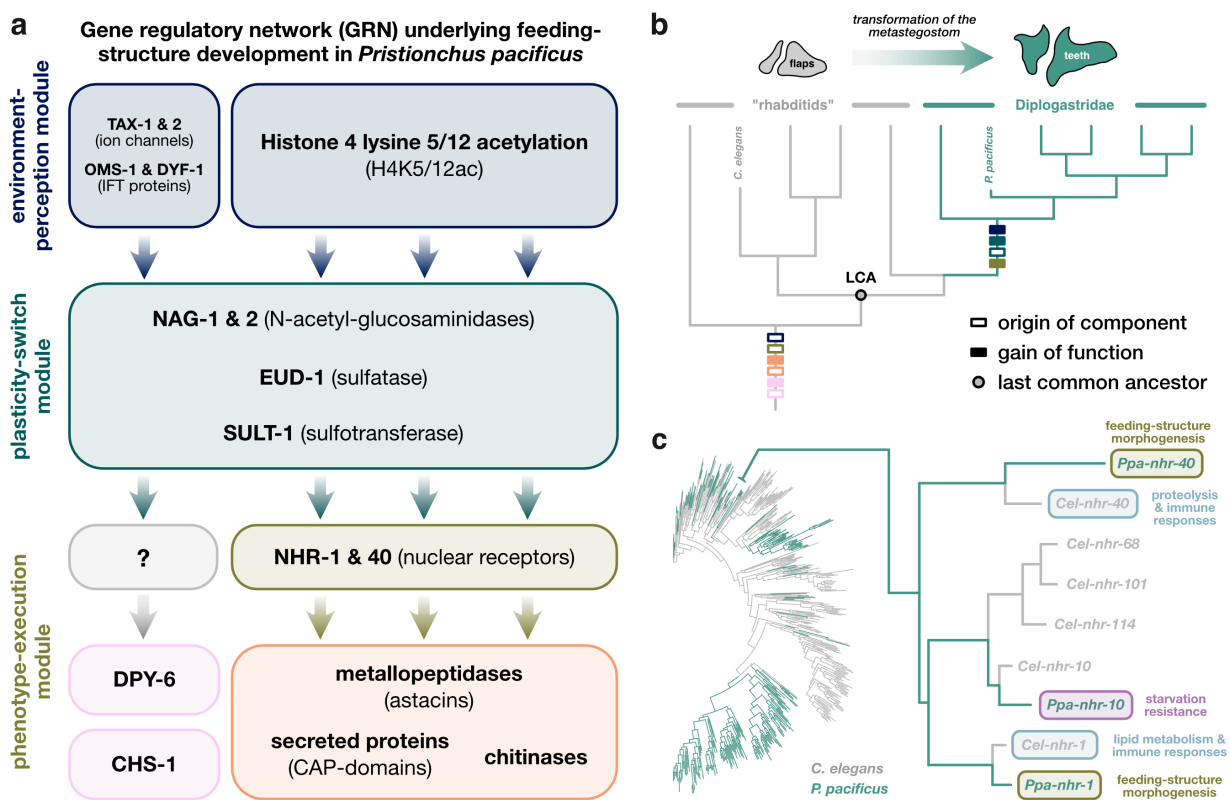 a
Gene regulatory network (GRN) underlying feeding-
structure development in Pristionchus pacificus
environment-
perception module
TAX-1 & 2
(ion channels)
OMS-1 & DYF-1
(IFT proteins)
Histone 4 lysine 5/12 acetylation
(H4K5/12ac)
plasticity-switch
module
NAG-1 & 2 (N-acetyl-glucosaminidases)
EUD-1 (sulfatase)
SULT-1 (sulfotransferase)
phenotype-execution
module
?
NHR-1 & 40 (nuclear receptors)
DPY-6
CHS-1
metallopeptidases
(astacins)
secreted proteins
(CAP-domains)
chitinases
b
transformation of the
metastegostom
flaps
teeth
"rhabditids"
Diplogastridae
C. elegans
P. pacificus
LCA
origin of component
gain of function
last common ancestor
c
feeding-structure
morphogenesis
Ppa-nhr-40
Cel-nhr-40
proteolysis
& immune
responses
Cel-nhr-68
Cel-nhr-101
Cel-nhr-114
Cel-nhr-10
Ppa-nhr-10
starvation
resistance
Cel-nhr-1
lipid metabolism &
immune responses
Ppa-nhr-1
feeding-structure
morphogenesis
C. elegans
P. pacificus